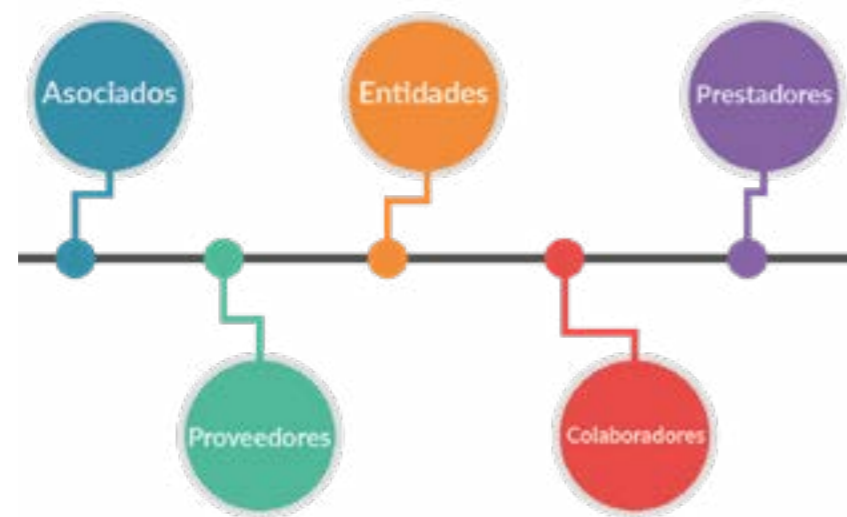 Asociados
Entidades
Prestadores
Proveedores
Colaboradores